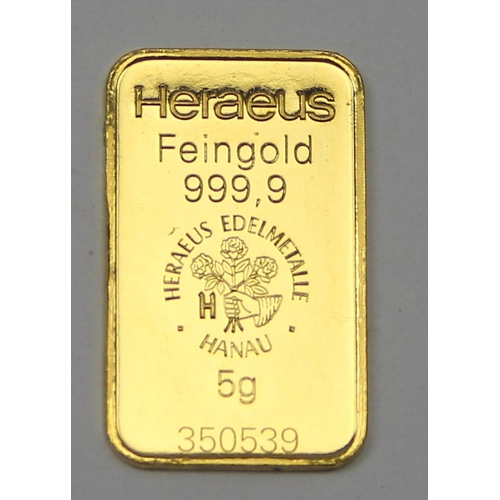 Heraeus
Feingold
999,9
HERAEUS EDELMETALLE
H
· HANAU ·
5g
350539